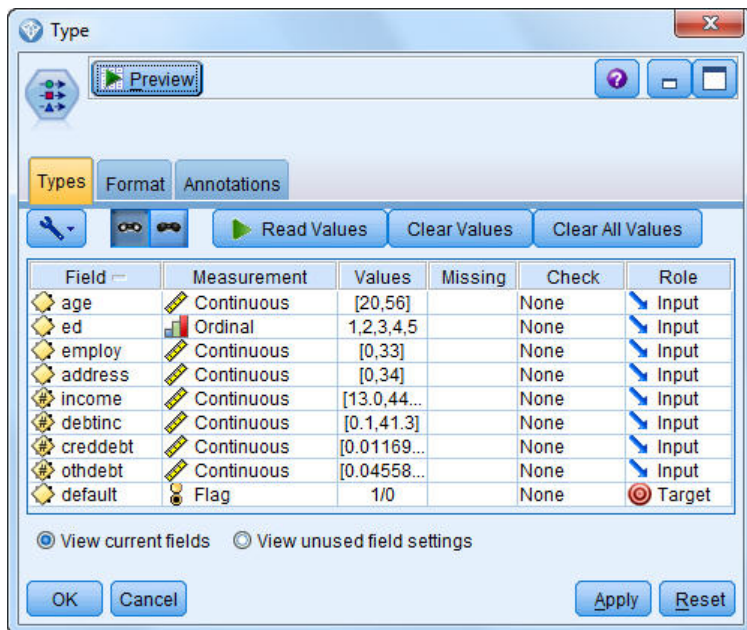 Type
Preview
Types Format Annotations
Read Values Clear Values Clear All Values
Field Measurement Values Missing Check Role
age Continuous [20,56] None Input
ed Ordinal 1,2,3,4,5 None Input
employ Continuous [0,33] None Input
address Continuous [0,34] None Input
income Continuous [13.0,44... None Input
debtinc Continuous [0.1,41.3] None Input
creddebt Continuous [0.01169... None Input
othdebt Continuous [0.04558... None Input
default Flag 1/0 None Target
View current fields View unused field settings
OK Cancel Apply Reset